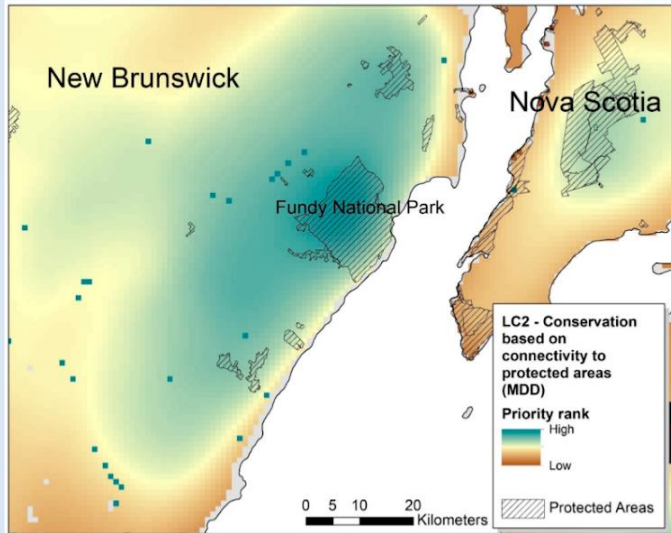 New Brunswick
Nova Scotia
Fundy National Park
LC2 - Conservation
based on
connectivity to
protected areas
(MDD)
Priority rank
High
Low
Protected Areas
0 5 10 20
Kilometers